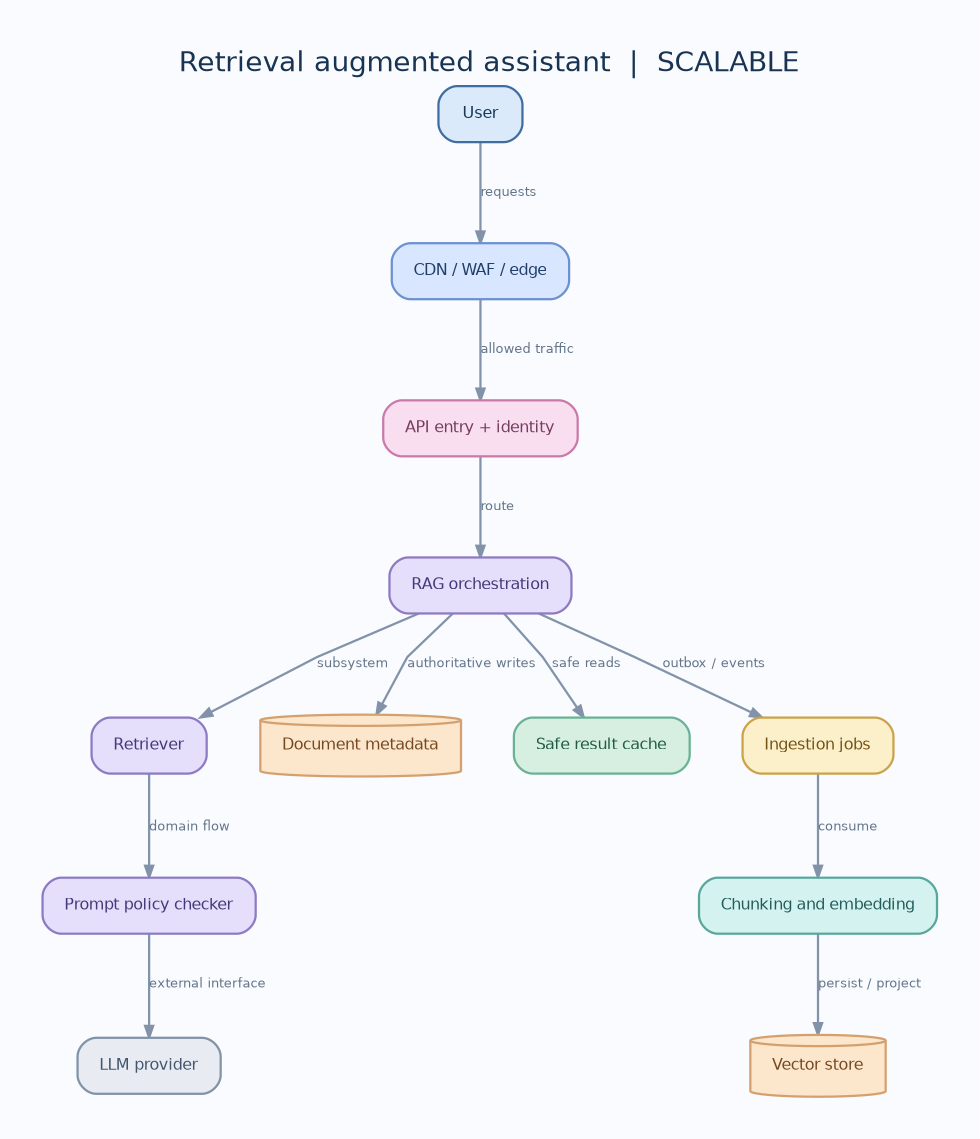 Retrieval augmented assistant | SCALABLE
User
requests
CDN / WAF / edge
allowed traffic
API entry + identity
route
RAG orchestration
subsystem
authoritative writes
safe reads
outbox / events
Retriever
Document metadata
Safe result cache
Ingestion jobs
domain flow
consume
Prompt policy checker
Chunking and embedding
external interface
persist / project
LLM provider
Vector store